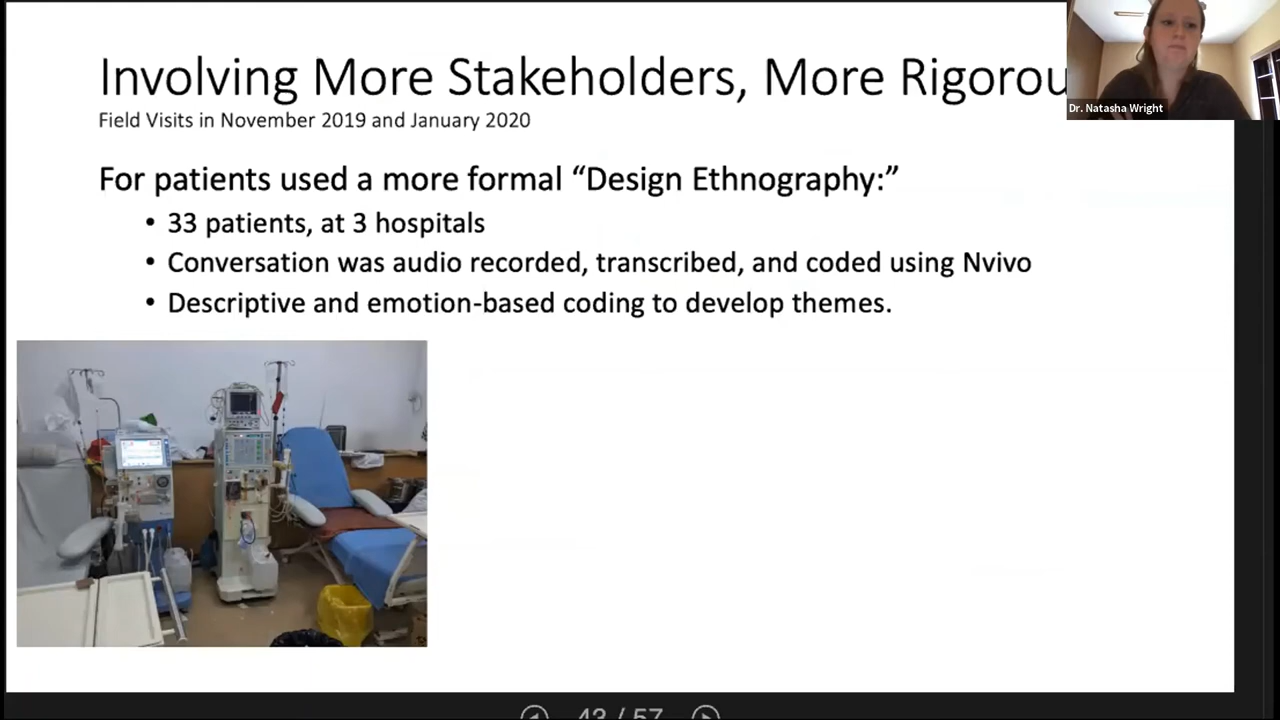 Involving More Stakeholders, More Rigorou
Field Visits in November 2019 and January 2020
Dr. Natasha Wright
For patients used a more formal “Design Ethnography:”
• 33 patients, at 3 hospitals
• Conversation was audio recorded, transcribed, and coded using Nvivo
• Descriptive and emotion-based coding to develop themes.
43 / 57